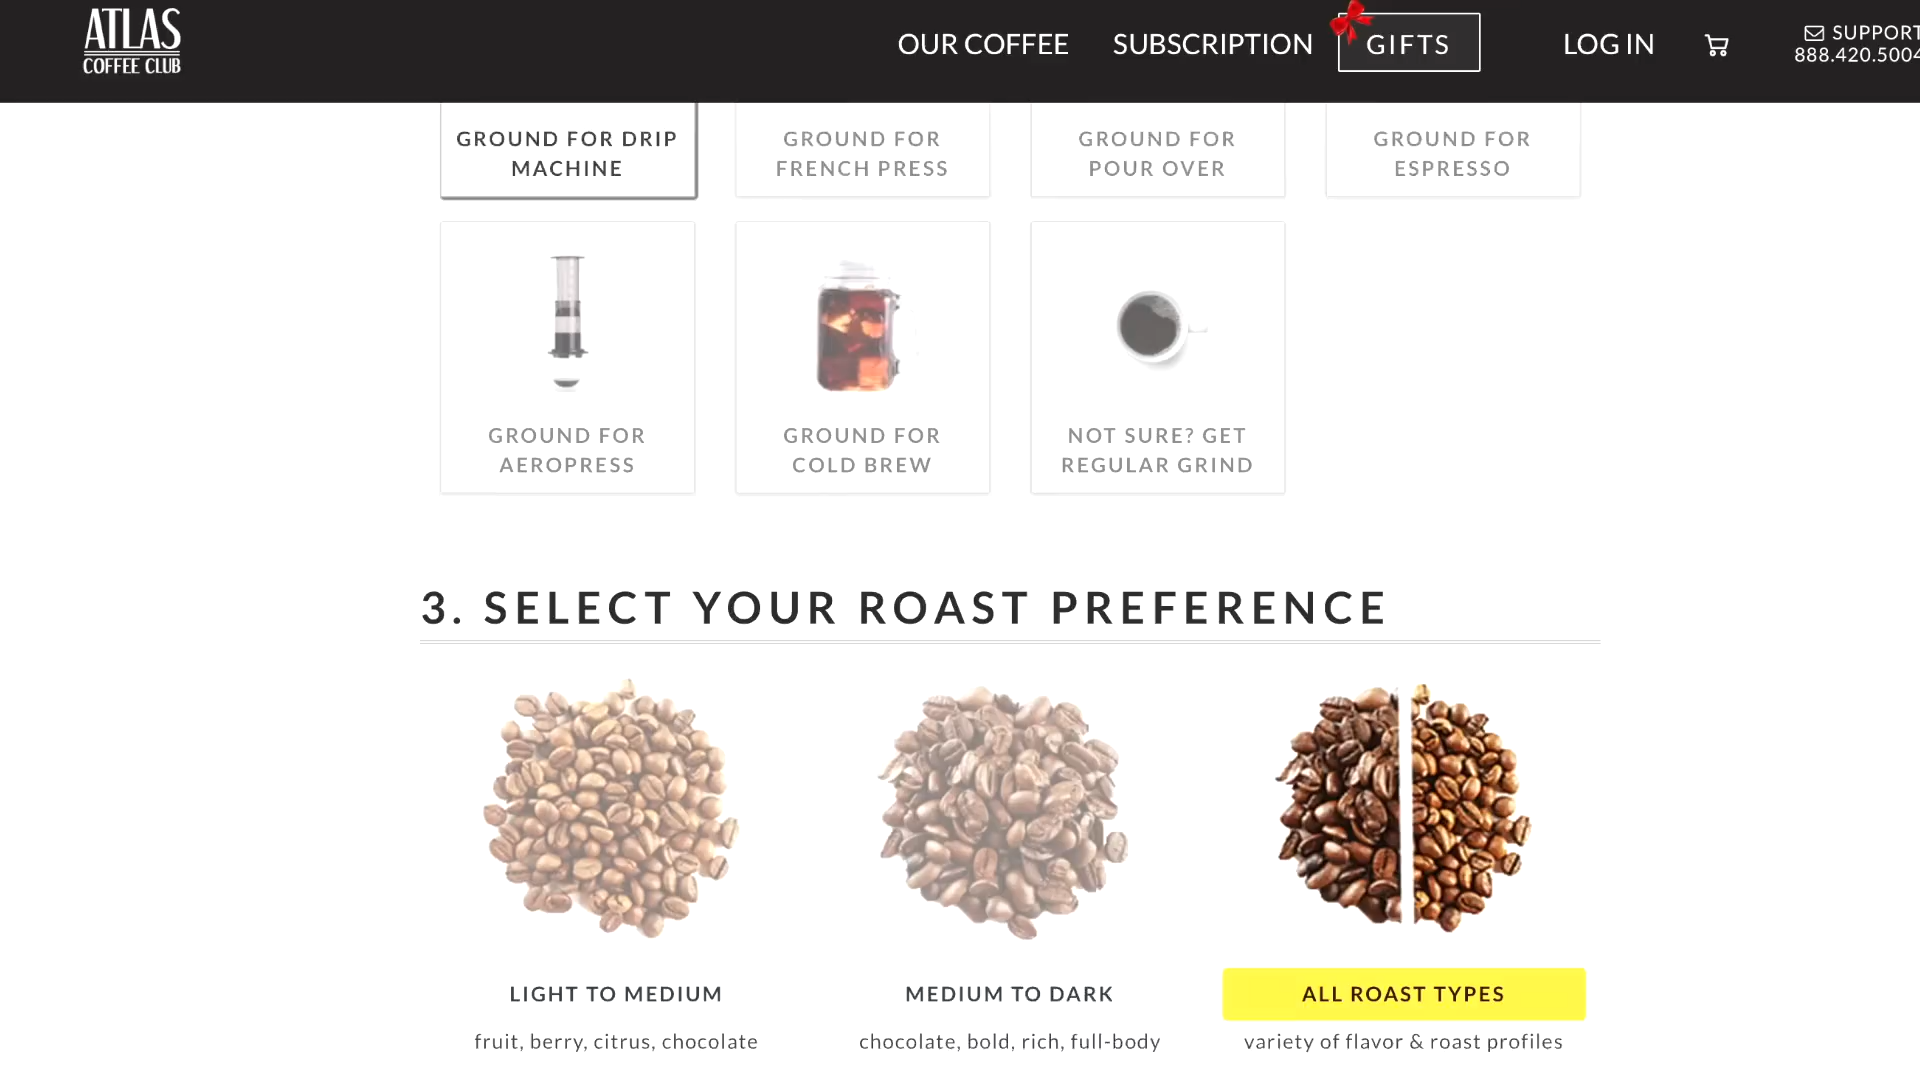 ATLAS
COFFEE CLUB
OUR COFFEE
SUBSCRIPTION
GIFTS
LOG IN
SUPPORT
888.420.5004
GROUND FOR DRIP
MACHINE
GROUND FOR
FRENCH PRESS
GROUND FOR
POUR OVER
GROUND FOR
ESPRESSO
GROUND FOR
AEROPRESS
GROUND FOR
COLD BREW
NOT SURE? GET
REGULAR GRIND
3. SELECT YOUR ROAST PREFERENCE
LIGHT TO MEDIUM
fruit, berry, citrus, chocolate
MEDIUM TO DARK
chocolate, bold, rich, full-body
ALL ROAST TYPES
variety of flavor & roast profiles